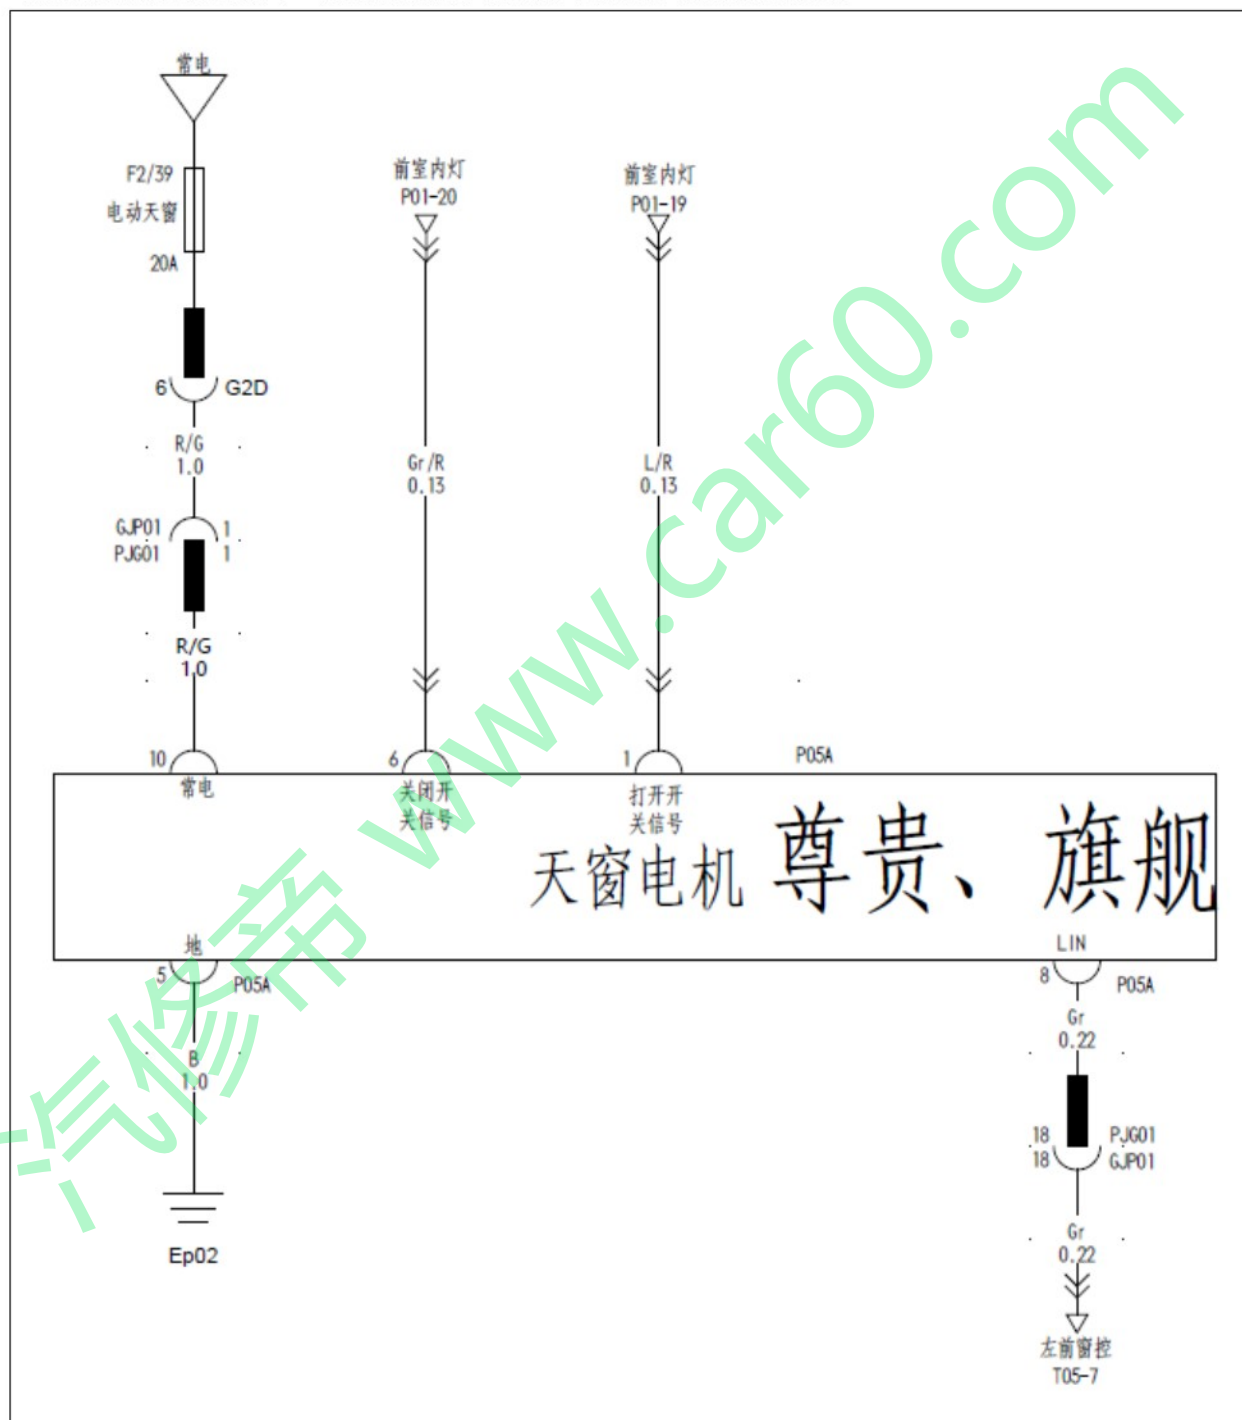 常电
F2/39
电动天窗
20A
6
G2D
R/G
1.0
GJP01 1
PJG01 1
R/G
1.0
前室内灯
P01-20
Gr/R
0.13
前室内灯
P01-19
L/R
0.13
10
常电
6
关闭开
关信号
1
打开开
关信号
P05A
天窗电机 尊贵、旗舰
地
5
P05A
B
1.0
Ep02
LIN
8
P05A
Gr
0.22
18 PJG01
18 GJP01
Gr
0.22
左前窗控
T05-7
汽修帝 www.car60.com